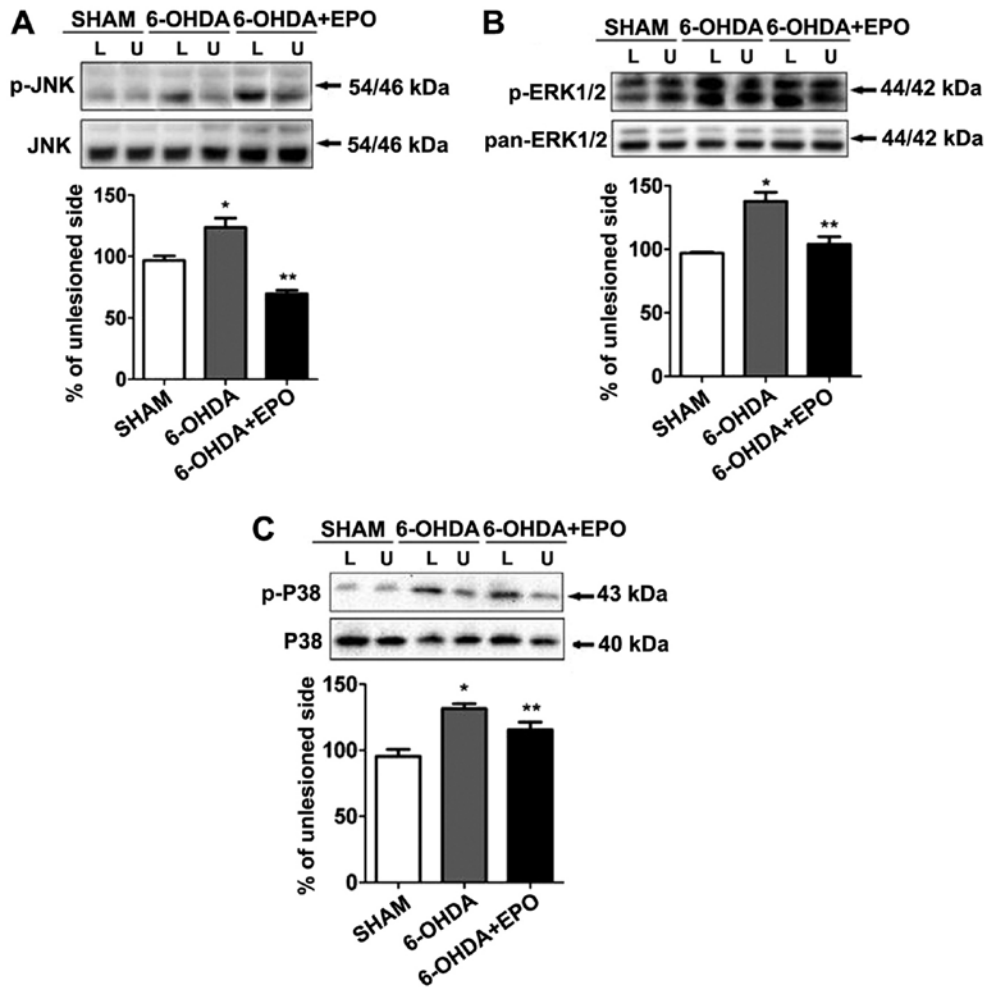 A
SHAM 6-OHDA 6-OHDA+EPO
L U L U L U
p-JNK 54/46 kDa
JNK 54/46 kDa
% of unlesioned side
150
100
50
0
* **
SHAM 6-OHDA 6-OHDA+EPO
B
SHAM 6-OHDA 6-OHDA+EPO
L U L U L U
p-ERK1/2 44/42 kDa
pan-ERK1/2 44/42 kDa
% of unlesioned side
150
100
50
0
* **
SHAM 6-OHDA 6-OHDA+EPO
C
SHAM 6-OHDA 6-OHDA+EPO
L U L U L U
p-P38 43 kDa
P38 40 kDa
% of unlesioned side
150
100
50
0
* **
SHAM 6-OHDA 6-OHDA+EPO